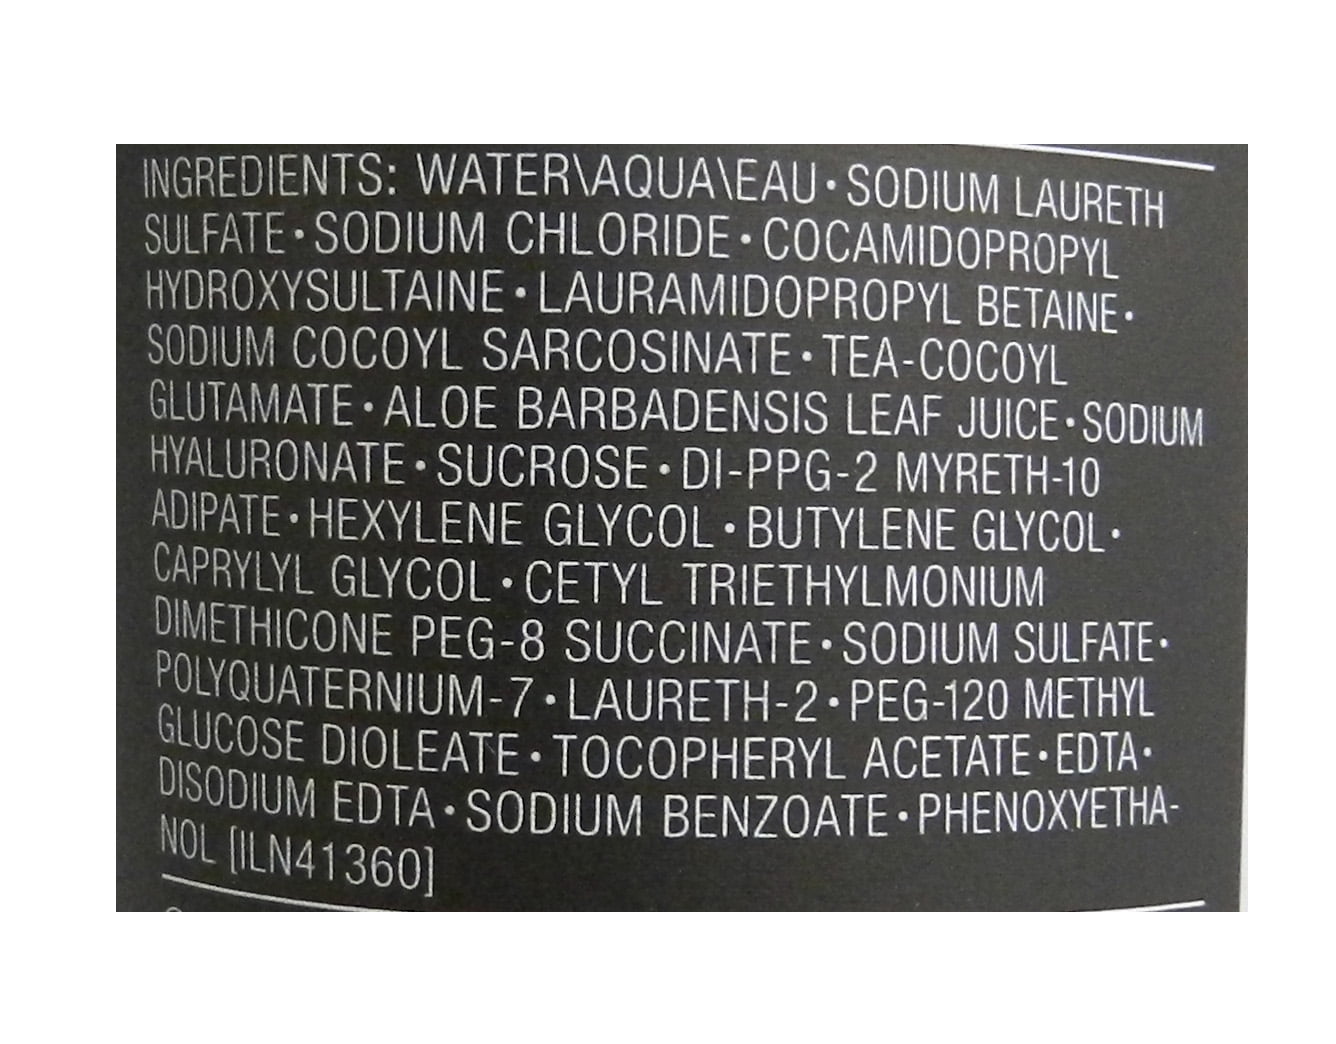 INGREDIENTS: WATER\AQUA\EAU • SODIUM LAURETH
SULFATE • SODIUM CHLORIDE • COCAMIDOPROPYL
HYDROXYSULTAINE • LAURAMIDOPROPYL BETAINE •
SODIUM COCOYL SARCOSINATE • TEA-COCOYL
GLUTAMATE • ALOE BARBADENSIS LEAF JUICE • SODIUM
HYALURONATE • SUCROSE • DI-PPG-2 MYRETH-10
ADIPATE • HEXYLENE GLYCOL • BUTYLENE GLYCOL •
CAPRYLYL GLYCOL • CETYL TRIETHYLMONIUM
DIMETHICONE PEG-8 SUCCINATE • SODIUM SULFATE •
POLYQUATERNIUM-7 • LAURETH-2 • PEG-120 METHYL
GLUCOSE DIOLEATE • TOCOPHERYL ACETATE • EDTA •
DISODIUM EDTA • SODIUM BENZOATE • PHENOXYETHA-
NOL [ILN41360]